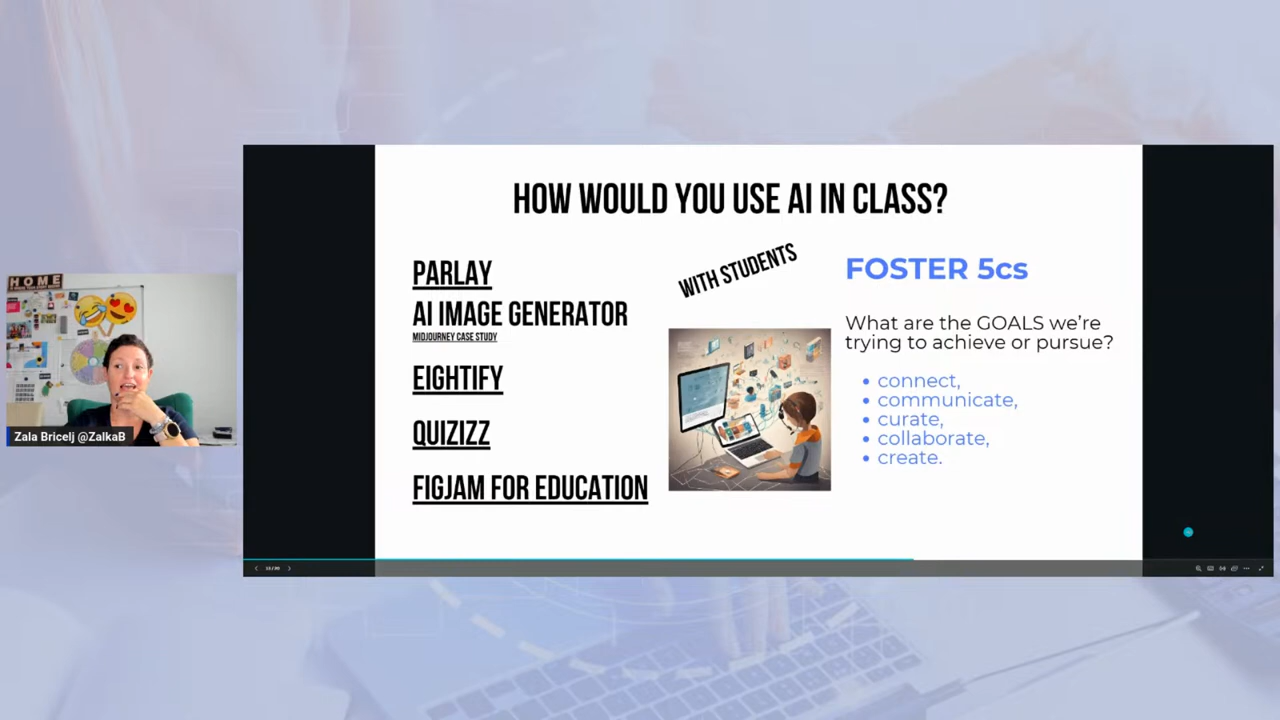 HOW WOULD YOU USE AI IN CLASS?
PARLAY
AI IMAGE GENERATOR
MIDJOURNEY CASE STUDY
EIGHTIFY
QUIZIZZ
FIGJAM FOR EDUCATION
WITH STUDENTS
FOSTER 5cs
What are the GOALS we're
trying to achieve or pursue?
• connect,
• communicate,
• curate,
• collaborate,
• create.
HOME
Zala Bricelj @ZalkaB